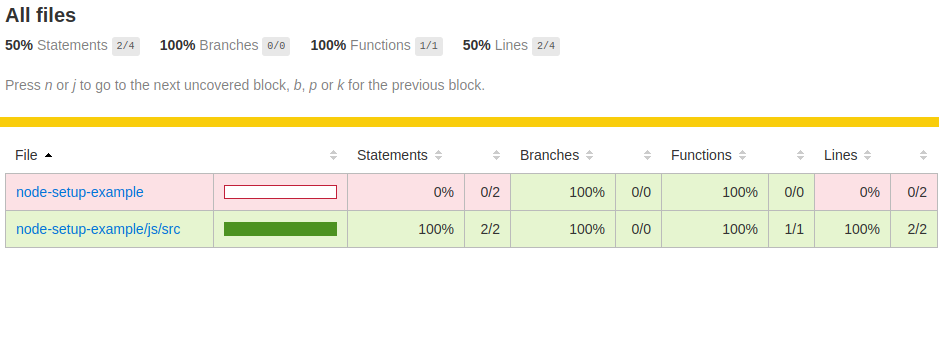 All files
50% Statements 2/4 100% Branches 0/0 100% Functions 1/1 50% Lines 2/4
Press n or j to go to the next uncovered block, b, p or k for the previous block.
File Statements Branches Functions Lines
node-setup-example 0% 0/2 100% 0/0 100% 0/0 0% 0/2
node-setup-example/js/src 100% 2/2 100% 0/0 100% 1/1 100% 2/2